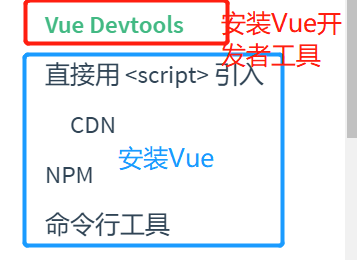 Vue Devtools
安装Vue开
发者工具
直接用 <script> 引入
CDN
安装Vue
NPM
命令行工具